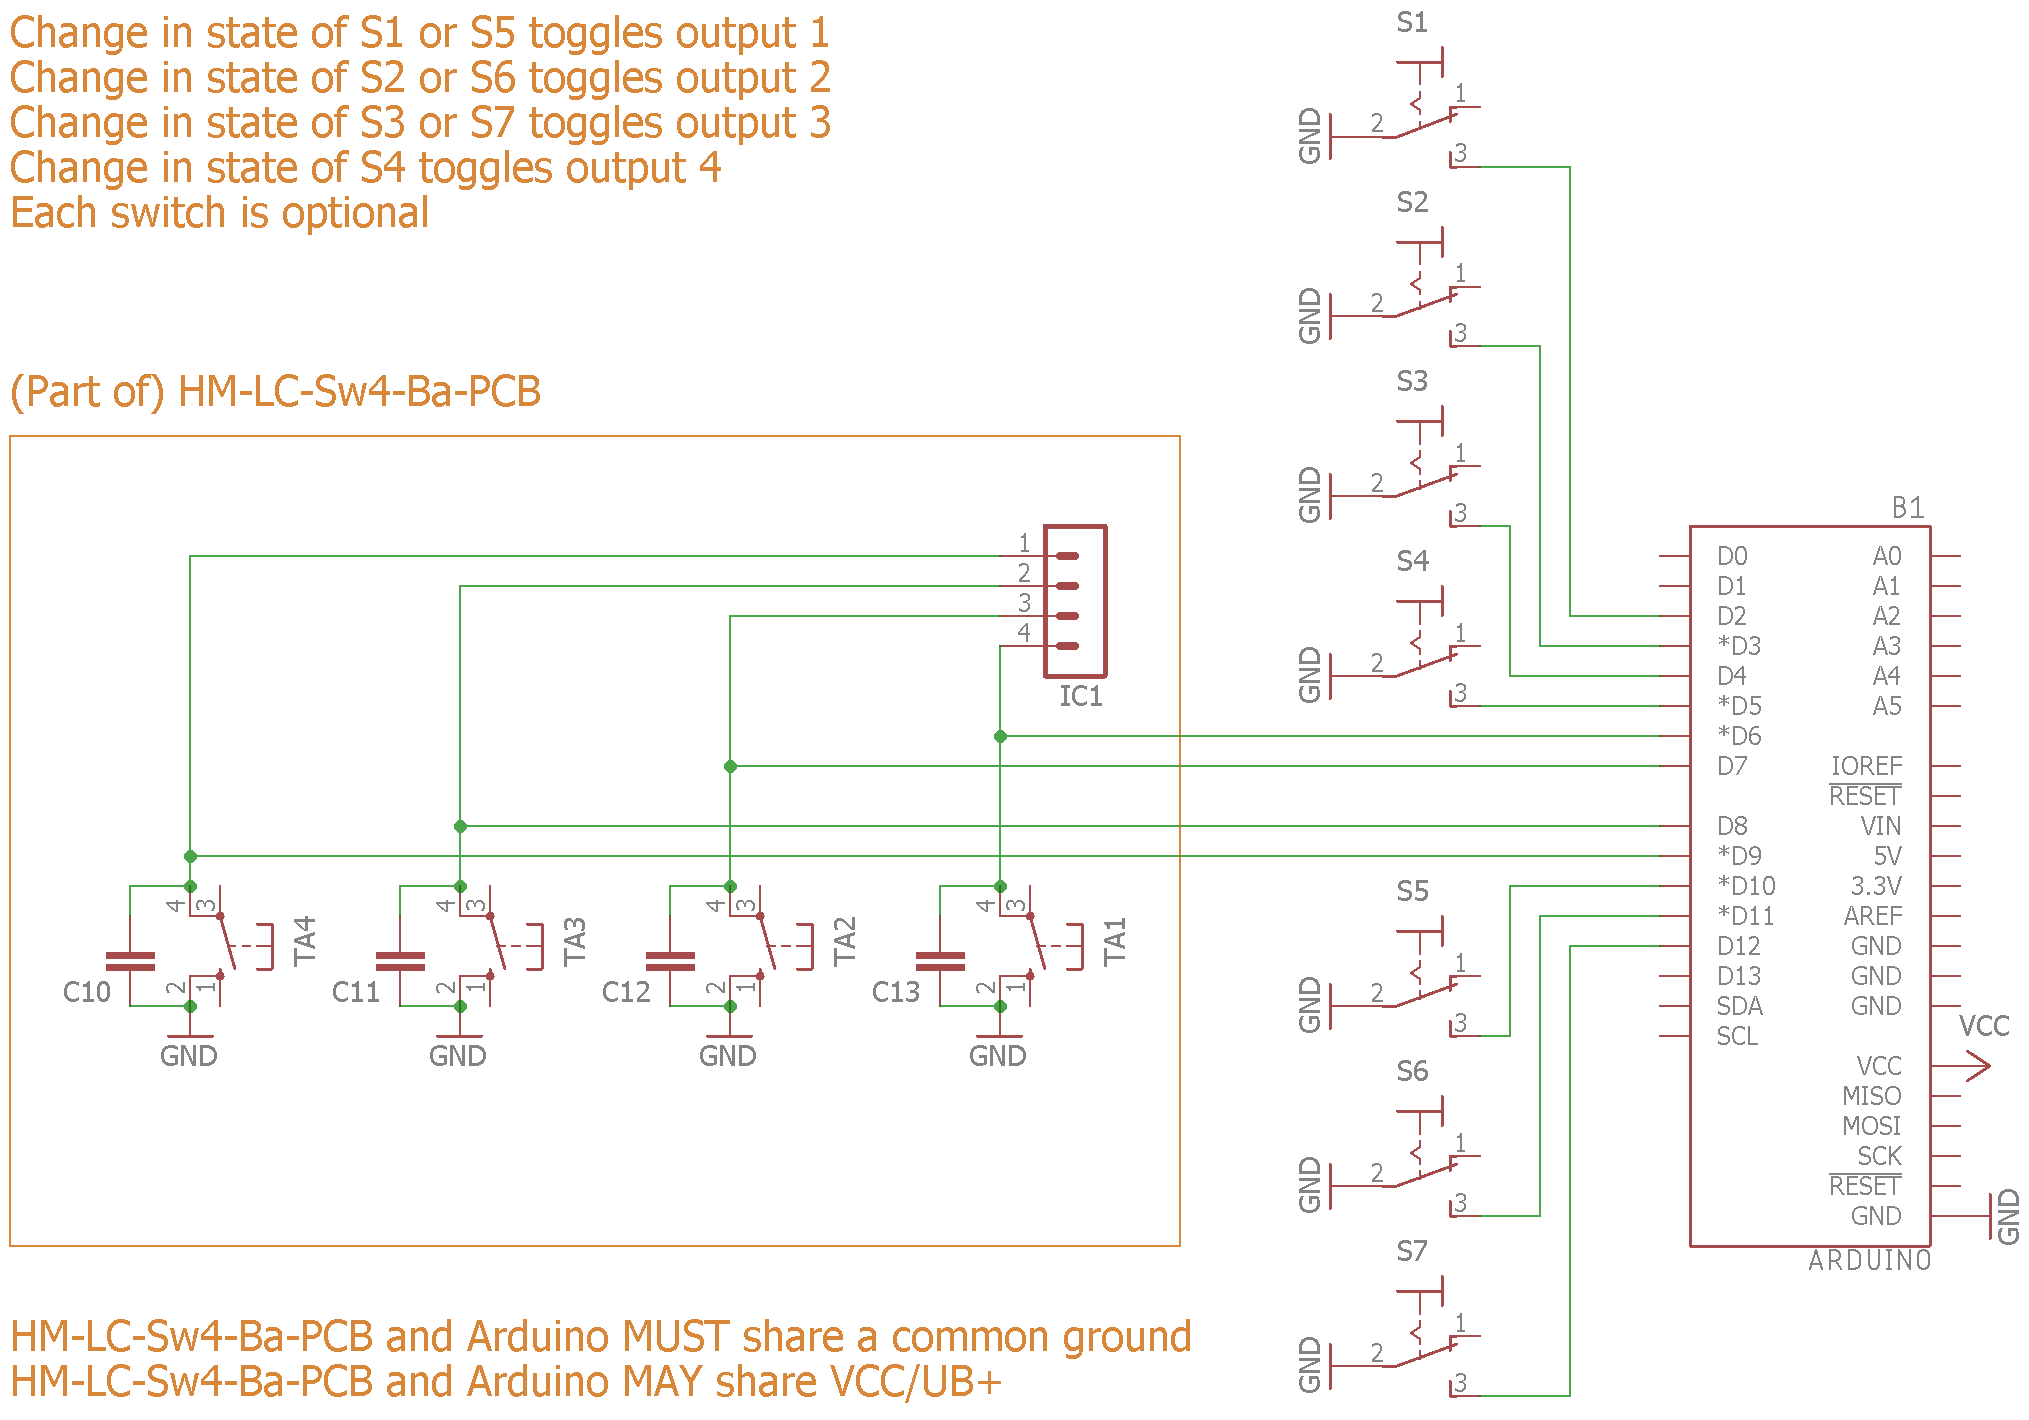 Change in state of S1 or S5 toggles output 1
Change in state of S2 or S6 toggles output 2
Change in state of S3 or S7 toggles output 3
Change in state of S4 toggles output 4
Each switch is optional
(Part of) HM-LC-Sw4-Ba-PCB
1
2
3
4
IC1
4 3
2 1
C10
TA4
GND
4 3
2 1
C11
TA3
GND
4 3
2 1
C12
TA2
GND
4 3
2 1
C13
TA1
GND
S1
GND 2 1
3
S2
GND 2 1
3
S3
GND 2 1
3
S4
GND 2 1
3
S5
GND 2 1
3
S6
GND 2 1
3
S7
GND 2 1
3
B1
D0 A0
D1 A1
D2 A2
*D3 A3
D4 A4
*D5 A5
*D6
D7 IOREF
RESET
D8 VIN
*D9 5V
*D10 3.3V
*D11 AREF
D12 GND
D13 GND
SDA GND
SCL
VCC
VCC
MISO
MOSI
SCK
RESET
GND
GND
ARDUINO
HM-LC-Sw4-Ba-PCB and Arduino MUST share a common ground
HM-LC-Sw4-Ba-PCB and Arduino MAY share VCC/UB+